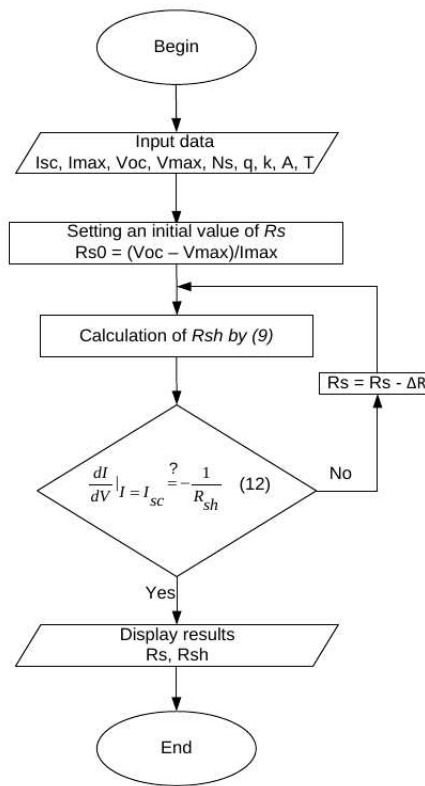 Begin
Input data
Isc, Imax, Voc, Vmax, Ns, q, k, A, T
Setting an initial value of Rs
Rs0 = (Voc – Vmax)/Imax
Calculation of Rsh by (9)
Rs = Rs - ΔR
dI/dV |I = Isc ?= - 1/Rsh (12)
No
Yes
Display results
Rs, Rsh
End